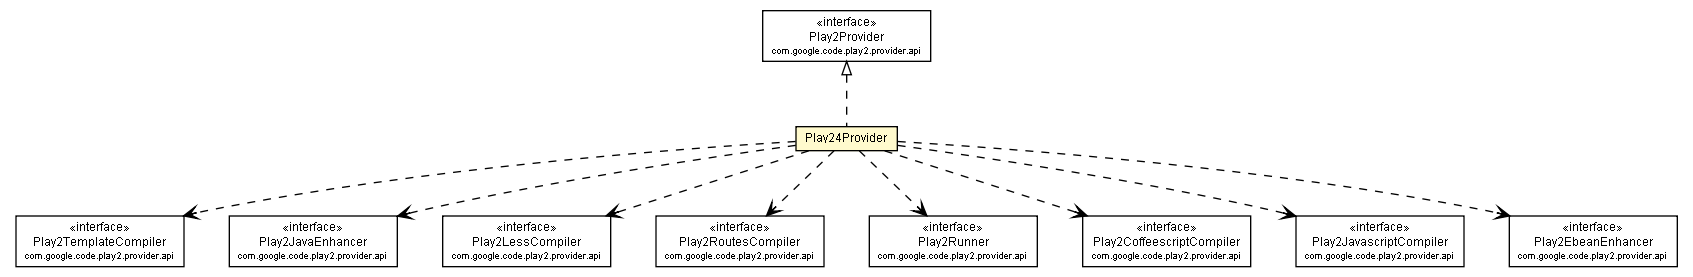 «interface»
Play2Provider
com.google.code.play2.provider.api
Play24Provider
«interface»
Play2TemplateCompiler
com.google.code.play2.provider.api
«interface»
Play2JavaEnhancer
com.google.code.play2.provider.api
«interface»
Play2LessCompiler
com.google.code.play2.provider.api
«interface»
Play2RoutesCompiler
com.google.code.play2.provider.api
«interface»
Play2Runner
com.google.code.play2.provider.api
«interface»
Play2CoffeescriptCompiler
com.google.code.play2.provider.api
«interface»
Play2JavascriptCompiler
com.google.code.play2.provider.api
«interface»
Play2EbeanEnhancer
com.google.code.play2.provider.api